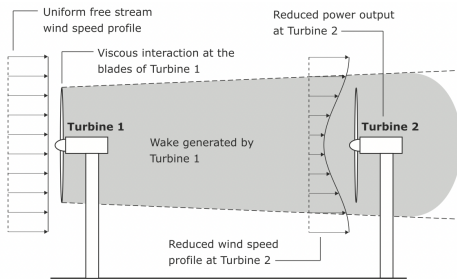 Uniform free stream
wind speed profile
Viscous interaction at the
blades of Turbine 1
Reduced power output
at Turbine 2
Turbine 1
Wake generated by
Turbine 1
Turbine 2
Reduced wind speed
profile at Turbine 2